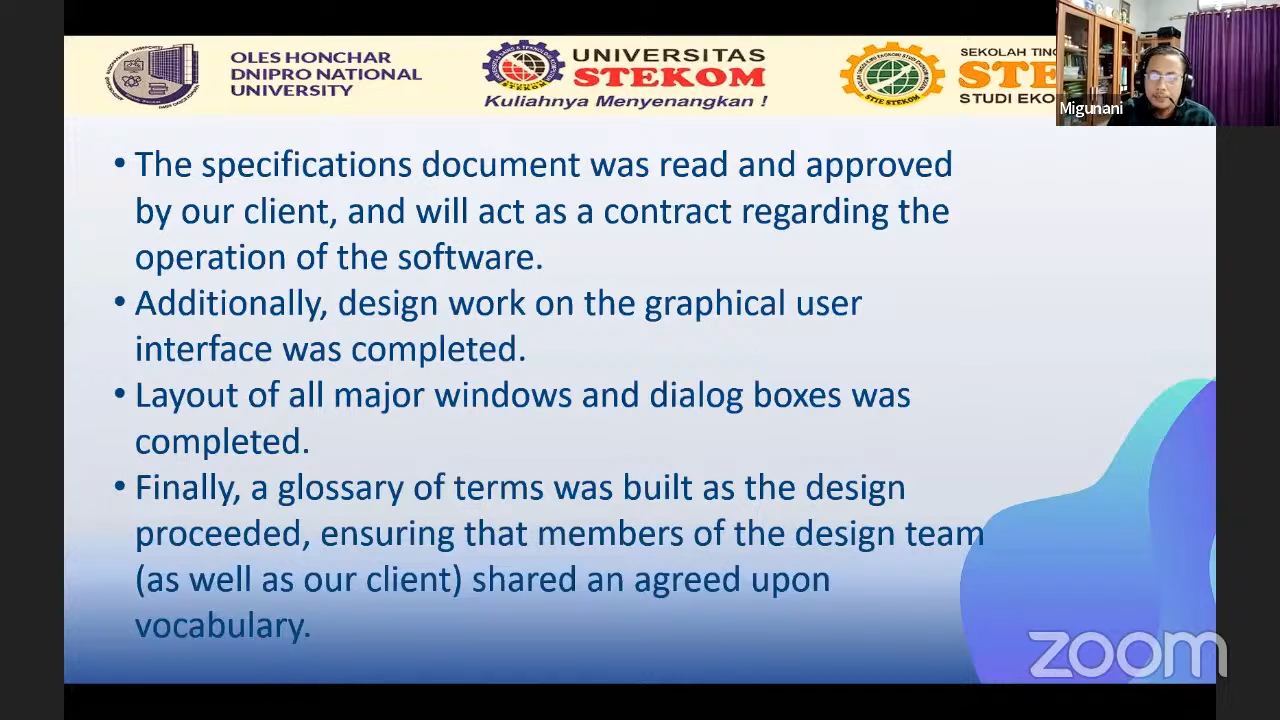 OLES HONCHAR
DNIPRO NATIONAL
UNIVERSITY
UNIVERSITAS
STEKOM
Kuliahnya Menyenangkan !
STIE STEKOM
SEKOLAH TING
STE
STUDI EKO
Migunani
• The specifications document was read and approved
by our client, and will act as a contract regarding the
operation of the software.
• Additionally, design work on the graphical user
interface was completed.
• Layout of all major windows and dialog boxes was
completed.
• Finally, a glossary of terms was built as the design
proceeded, ensuring that members of the design team
(as well as our client) shared an agreed upon
vocabulary.
zoom